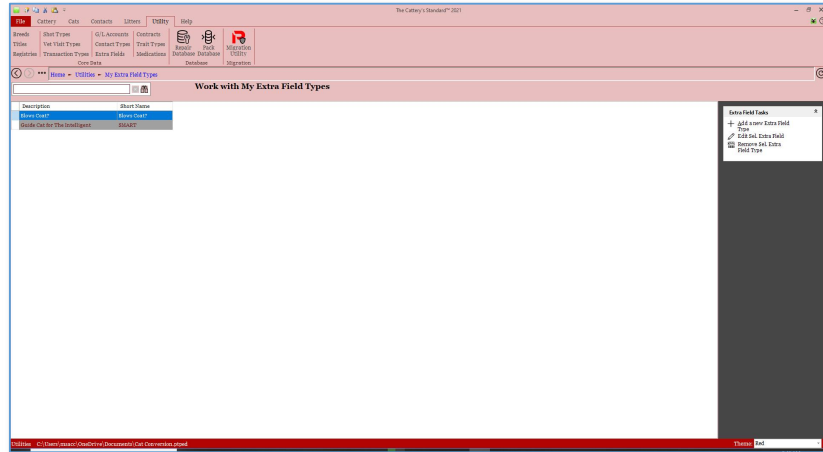 The Cattery's Standard™ 2021
File Cattery Cats Contacts Litters Utility Help
Breeds Shot Types G/L Accounts Contracts
Titles Vet Visit Types Contact Types Trait Types Repair Pack Migration
Registries Transaction Types Extra Fields Medications Database Database Utility
Core Data Database Migration
Home Utilities My Extra Field Types
Work with My Extra Field Types
Description Short Name
Blows Coat? Blows Coat?
Guide Cat for The Intelligent SMART
Extra Field Tasks
Add a new Extra Field
Type
Edit Sel. Extra Field
Remove Sel. Extra
Field Type
Utilities C:\Users\msacc\OneDrive\Documents\Cat Conversion.ptped Theme: Red